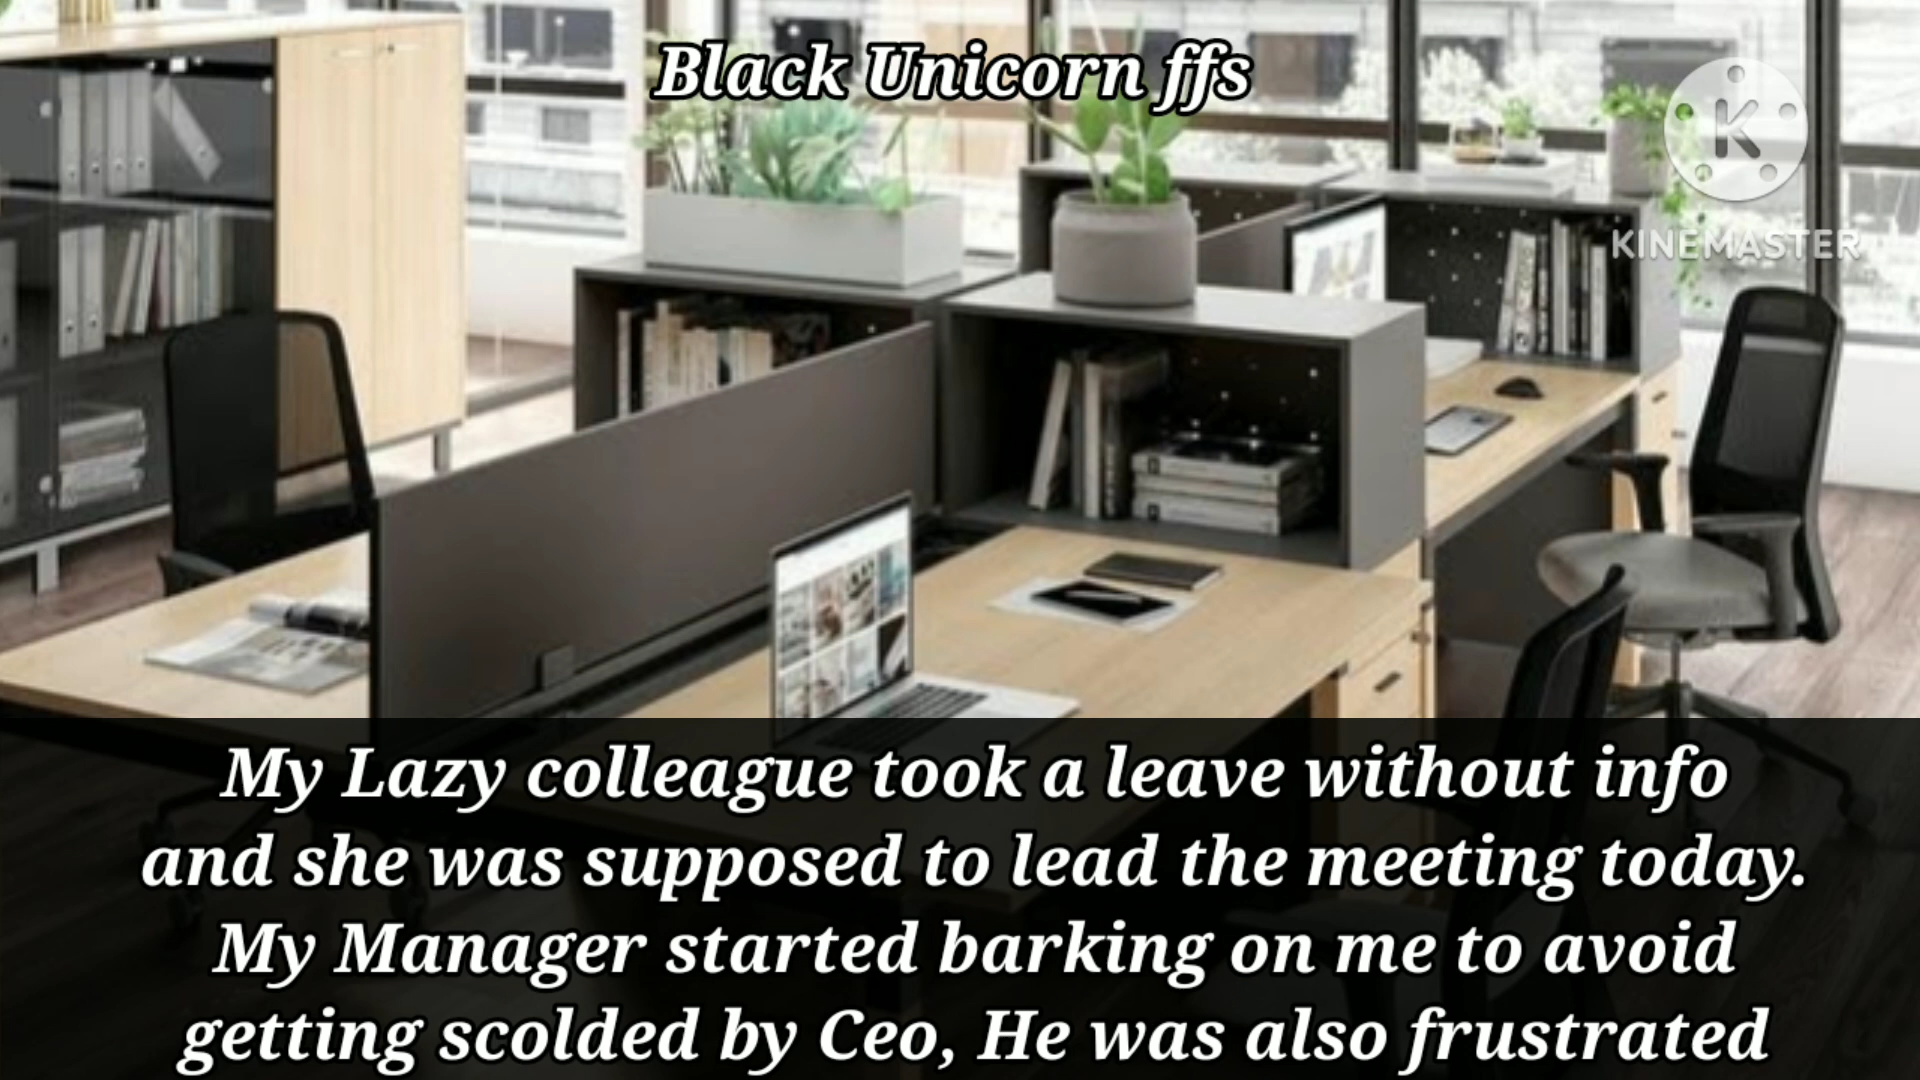 Black Unicorn ffs
K
KINEMASTER
My Lazy colleague took a leave without info
and she was supposed to lead the meeting today.
My Manager started barking on me to avoid
getting scolded by Ceo, He was also frustrated